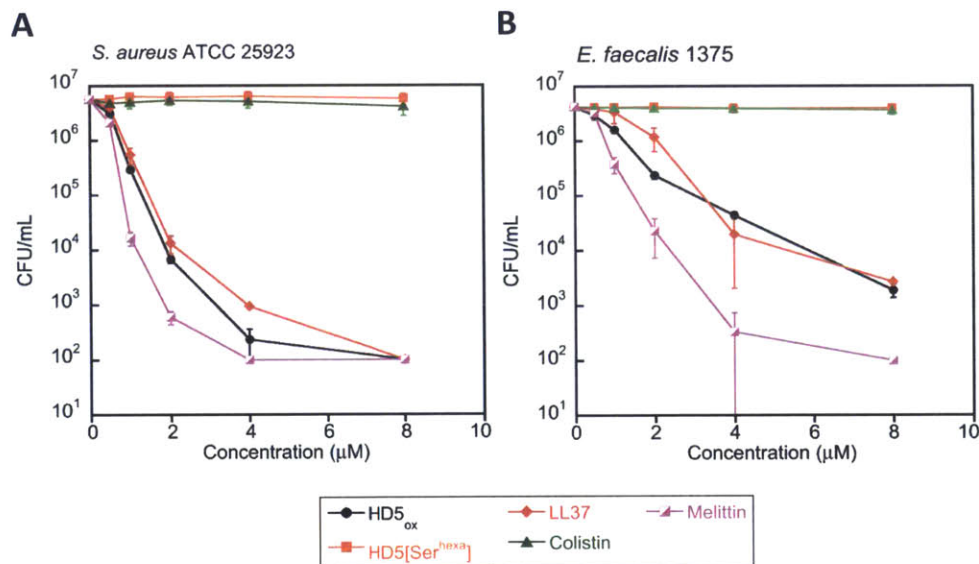 A
S. aureus ATCC 25923
10^7
10^6
10^5
10^4
10^3
10^2
10^1
CFU/mL
0 2 4 6 8 10
Concentration (μM)
B
E. faecalis 1375
10^7
10^6
10^5
10^4
10^3
10^2
10^1
CFU/mL
0 2 4 6 8 10
Concentration (μM)
HD5_ox LL37 Melittin
HD5[Ser^hexa] Colistin